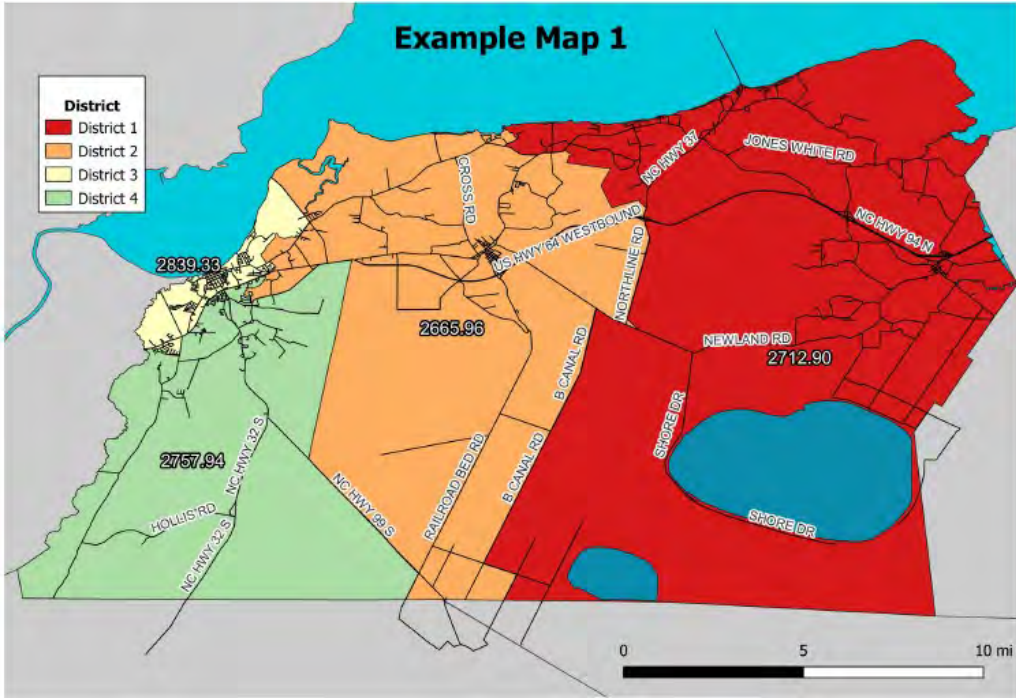 Example Map 1
District
District 1
District 2
District 3
District 4
NC HWY 37
JONES WHITE RD
CROSS RD
US HWY 64 WESTBOUND
NC HWY 94 N
2839.33
NORTHLINE RD
2665.96
NEWLAND RD
2712.90
B CANAL RD
SHORE DR
2757.94
NC HWY 32 S
B CANAL RD
RAILROAD BED RD
NC HWY 99 S
HOLLIS RD
SHORE DR
NC HWY 32 S
0 5 10 mi